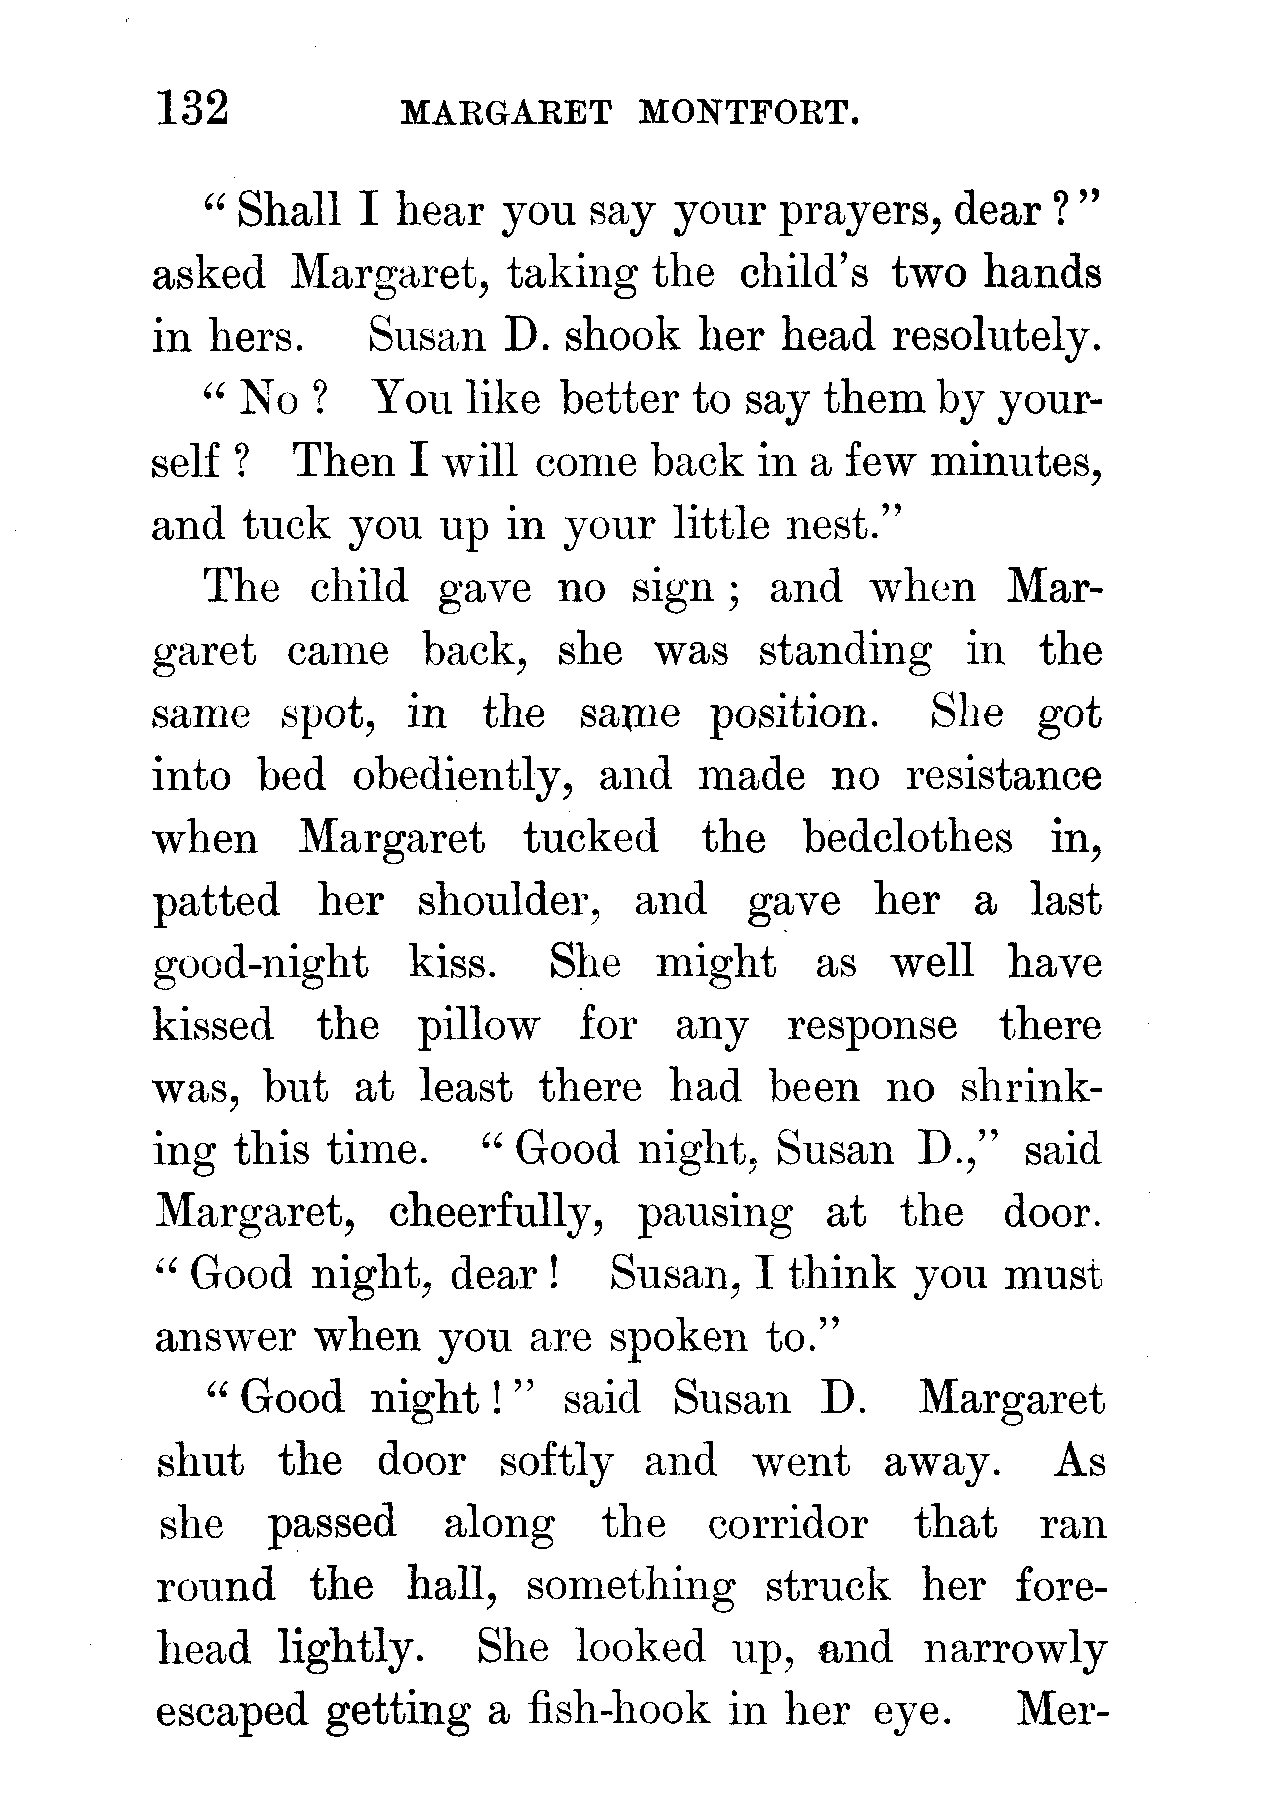 132 MARGARET MONTFORT.
“ Shall I hear you say your prayers, dear ? ”
asked Margaret, taking the child’s two hands
in hers. Susan D. shook her head resolutely.
“ No ? You like better to say them by your-
self ? Then I will come back in a few minutes,
and tuck you up in your little nest.”
The child gave no sign ; and when Mar-
garet came back, she was standing in the
same spot, in the same position. She got
into bed obediently, and made no resistance
when Margaret tucked the bedclothes in,
patted her shoulder, and gave her a last
good-night kiss. She might as well have
kissed the pillow for any response there
was, but at least there had been no shrink-
ing this time. “ Good night, Susan D.,” said
Margaret, cheerfully, pausing at the door.
“ Good night, dear ! Susan, I think you must
answer when you are spoken to.”
“ Good night ! ” said Susan D. Margaret
shut the door softly and went away. As
she passed along the corridor that ran
round the hall, something struck her fore-
head lightly. She looked up, and narrowly
escaped getting a fish-hook in her eye. Mer-